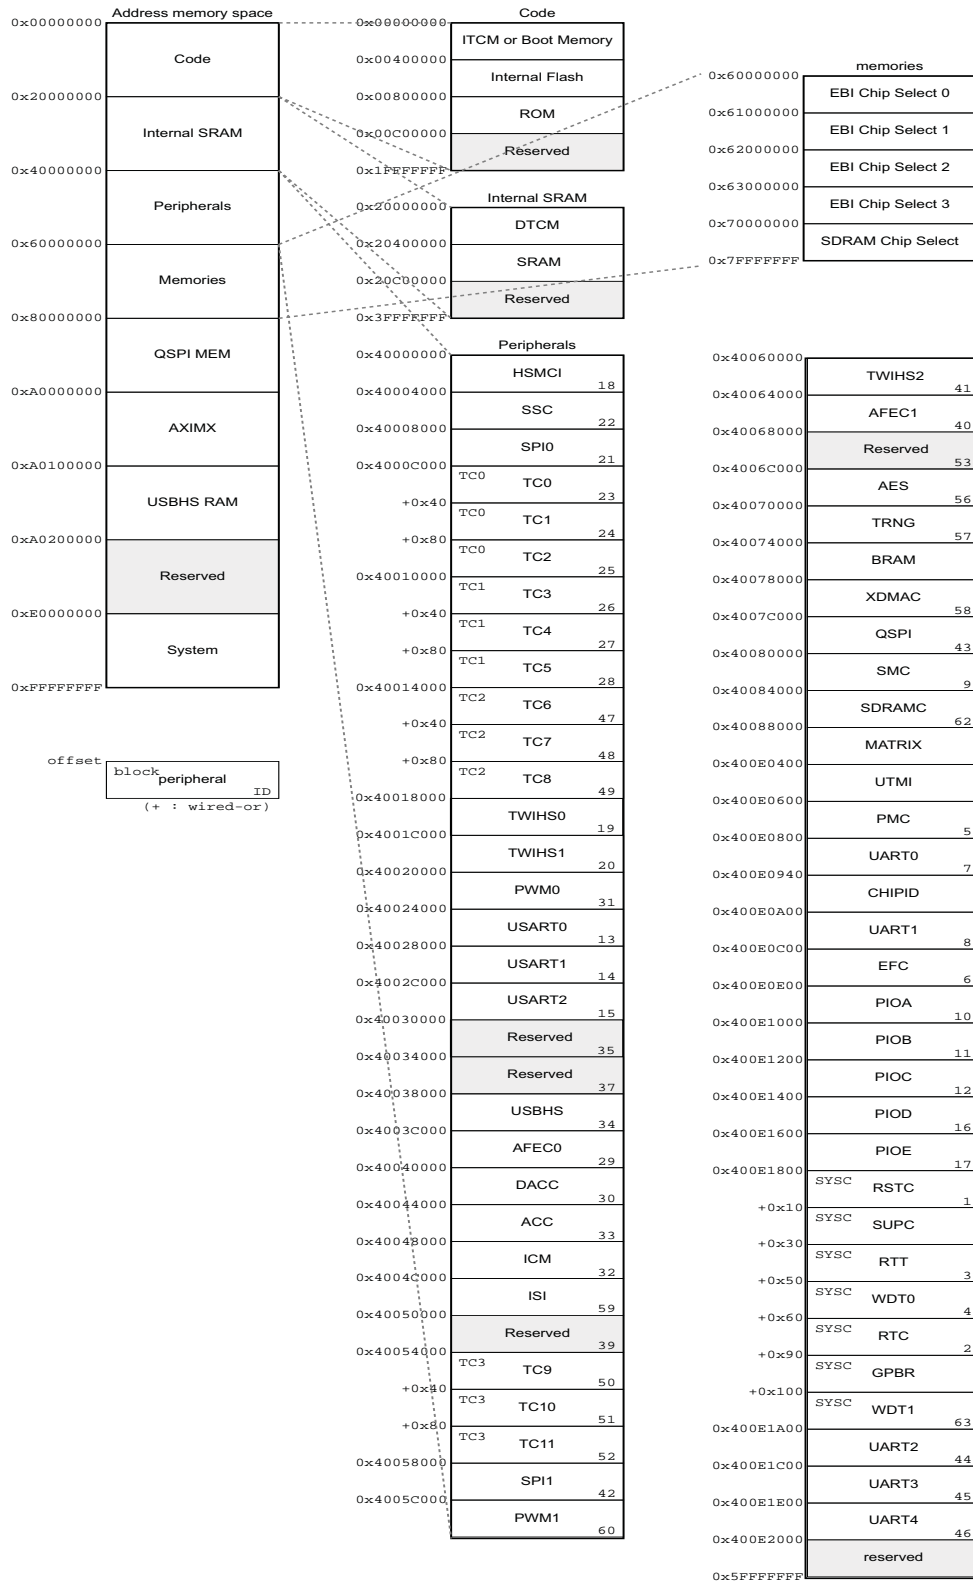 Address memory space
0x00000000
Code
0x20000000
Internal SRAM
0x40000000
Peripherals
0x60000000
Memories
0x80000000
QSPI MEM
0xA0000000
AXIMX
0xA0100000
USBHS RAM
0xA0200000
Reserved
0xE0000000
System
0xFFFFFFFF
offset
block
peripheral
ID
(+ : wired-or)
Code
0x00000000
ITCM or Boot Memory
0x00400000
Internal Flash
0x00800000
ROM
0x00C00000
Reserved
0x1FFFFFFF
Internal SRAM
0x20000000
DTCM
0x20400000
SRAM
0x20C00000
Reserved
0x3FFFFFFF
Peripherals
0x40000000
HSMCI
18
0x40004000
SSC
22
0x40008000
SPI0
21
0x4000C000
TC0 TC0
23
+0x40
TC0 TC1
24
+0x80
TC0 TC2
25
0x40010000
TC1 TC3
26
+0x40
TC1 TC4
27
+0x80
TC1 TC5
28
0x40014000
TC2 TC6
47
+0x40
TC2 TC7
48
+0x80
TC2 TC8
49
0x40018000
TWIHS0
19
0x4001C000
TWIHS1
20
0x40020000
PWM0
31
0x40024000
USART0
13
0x40028000
USART1
14
0x4002C000
USART2
15
0x40030000
Reserved
35
0x40034000
Reserved
37
0x40038000
USBHS
34
0x4003C000
AFEC0
29
0x40040000
DACC
30
0x40044000
ACC
33
0x40048000
ICM
32
0x4004C000
ISI
59
0x40050000
Reserved
39
0x40054000
TC3 TC9
50
+0x40
TC3 TC10
51
+0x80
TC3 TC11
52
0x40058000
SPI1
42
0x4005C000
PWM1
60
memories
0x60000000
EBI Chip Select 0
0x61000000
EBI Chip Select 1
0x62000000
EBI Chip Select 2
0x63000000
EBI Chip Select 3
0x70000000
SDRAM Chip Select
0x7FFFFFFF
0x40060000
TWIHS2
41
0x40064000
AFEC1
40
0x40068000
Reserved
53
0x4006C000
AES
56
0x40070000
TRNG
57
0x40074000
BRAM
0x40078000
XDMAC
58
0x4007C000
QSPI
43
0x40080000
SMC
9
0x40084000
SDRAMC
62
0x40088000
MATRIX
0x400E0400
UTMI
0x400E0600
PMC
5
0x400E0800
UART0
7
0x400E0940
CHIPID
0x400E0A00
UART1
8
0x400E0C00
EFC
6
0x400E0E00
PIOA
10
0x400E1000
PIOB
11
0x400E1200
PIOC
12
0x400E1400
PIOD
16
0x400E1600
PIOE
17
0x400E1800
SYSC RSTC
1
+0x10
SYSC SUPC
+0x30
SYSC RTT
3
+0x50
SYSC WDT0
4
+0x60
SYSC RTC
2
+0x90
SYSC GPBR
+0x100
SYSC WDT1
63
0x400E1A00
UART2
44
0x400E1C00
UART3
45
0x400E1E00
UART4
46
0x400E2000
reserved
0x5FFFFFFF